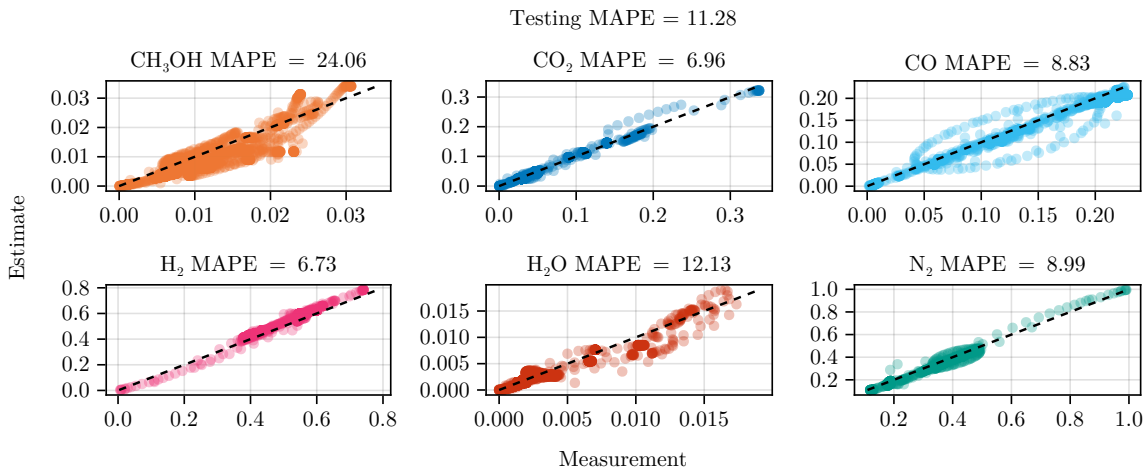 Testing MAPE = 11.28
CH₃OH MAPE = 24.06
CO₂ MAPE = 6.96
CO MAPE = 8.83
0.03
0.02
0.01
0.00
0.00 0.01 0.02 0.03
0.3
0.2
0.1
0.0
0.0 0.1 0.2 0.3
0.20
0.15
0.10
0.05
0.00
0.00 0.05 0.10 0.15 0.20
Estimate
H₂ MAPE = 6.73
H₂O MAPE = 12.13
N₂ MAPE = 8.99
0.8
0.6
0.4
0.2
0.0
0.0 0.2 0.4 0.6 0.8
0.015
0.010
0.005
0.000
0.000 0.005 0.010 0.015
1.0
0.8
0.6
0.4
0.2
0.2 0.4 0.6 0.8 1.0
Measurement